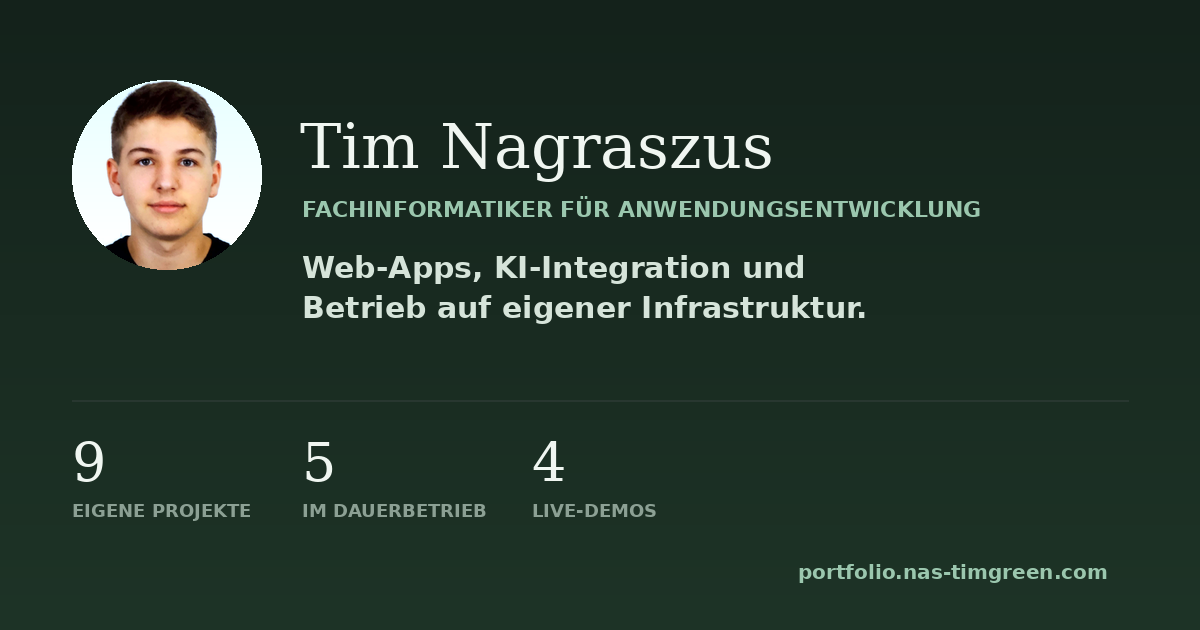 Tim Nagraszus
FACHINFORMATIKER FÜR ANWENDUNGSENTWICKLUNG
Web-Apps, KI-Integration und
Betrieb auf eigener Infrastruktur.
9
EIGENE PROJEKTE
5
IM DAUERBETRIEB
4
LIVE-DEMOS
portfolio.nas-timgreen.com